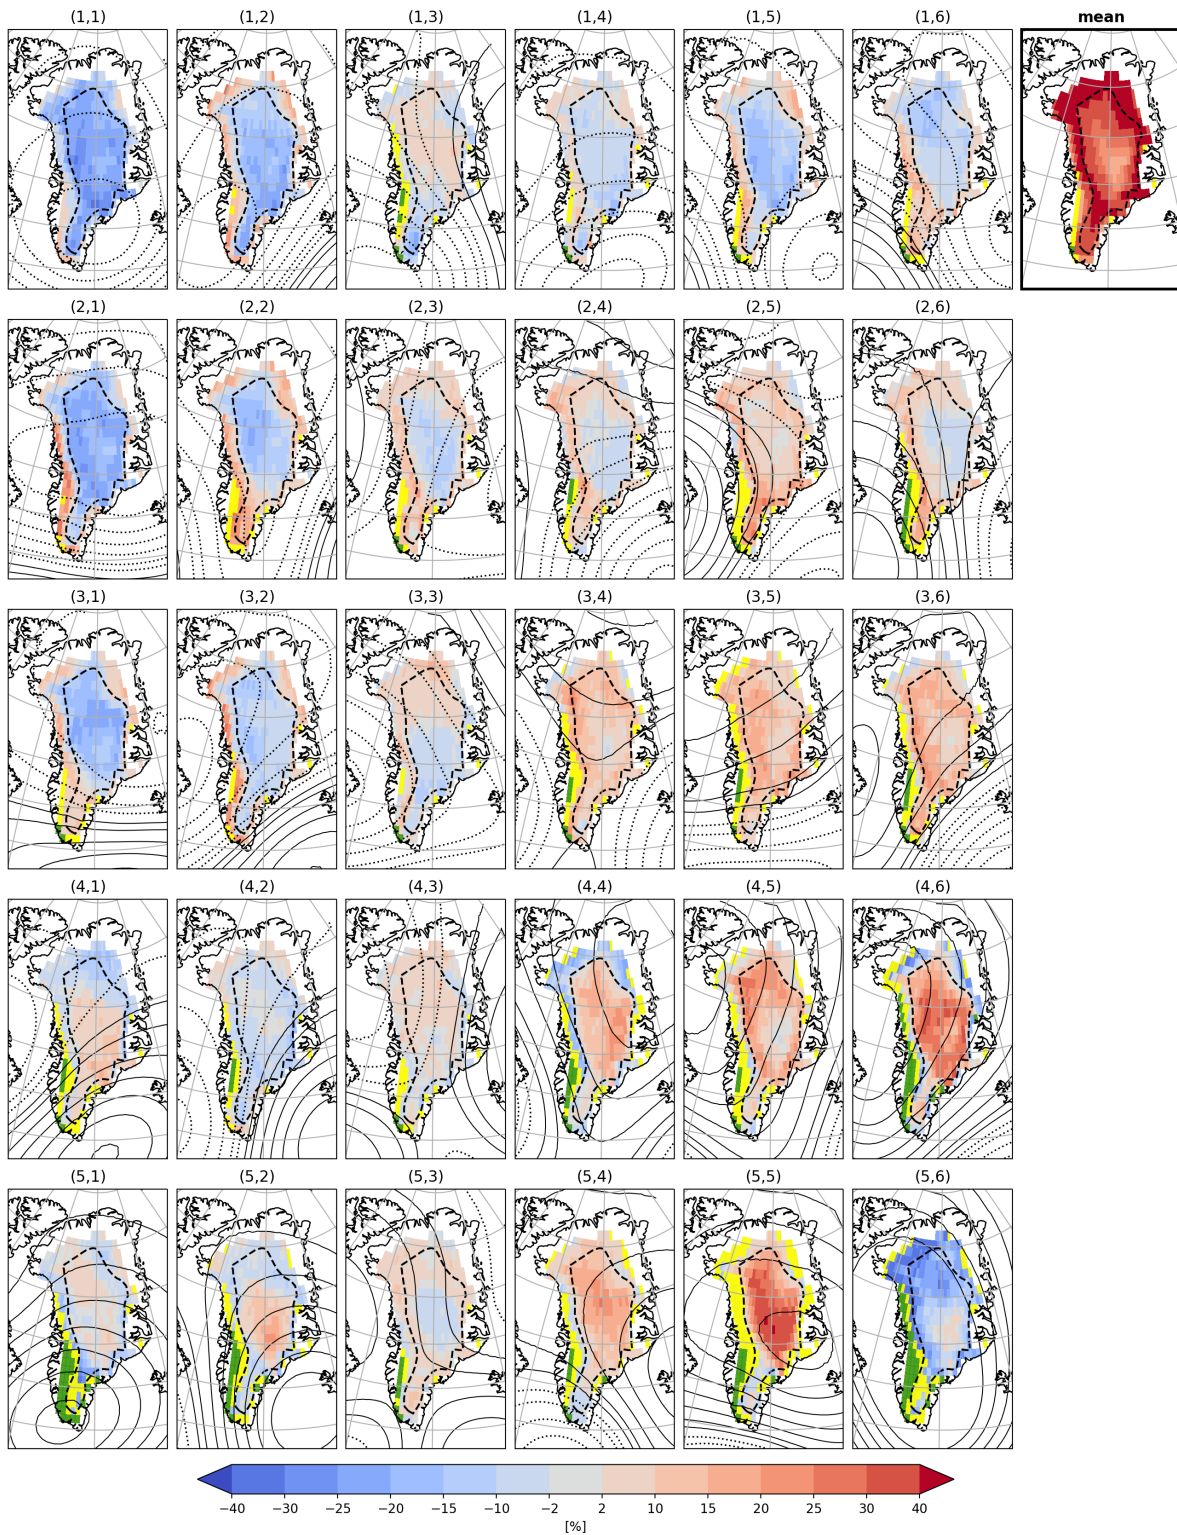 (1,1) (1,2) (1,3) (1,4) (1,5) (1,6) mean
(2,1) (2,2) (2,3) (2,4) (2,5) (2,6)
(3,1) (3,2) (3,3) (3,4) (3,5) (3,6)
(4,1) (4,2) (4,3) (4,4) (4,5) (4,6)
(5,1) (5,2) (5,3) (5,4) (5,5) (5,6)
−40 −30 −25 −20 −15 −10 −2 2 10 15 20 25 30 40
[%]